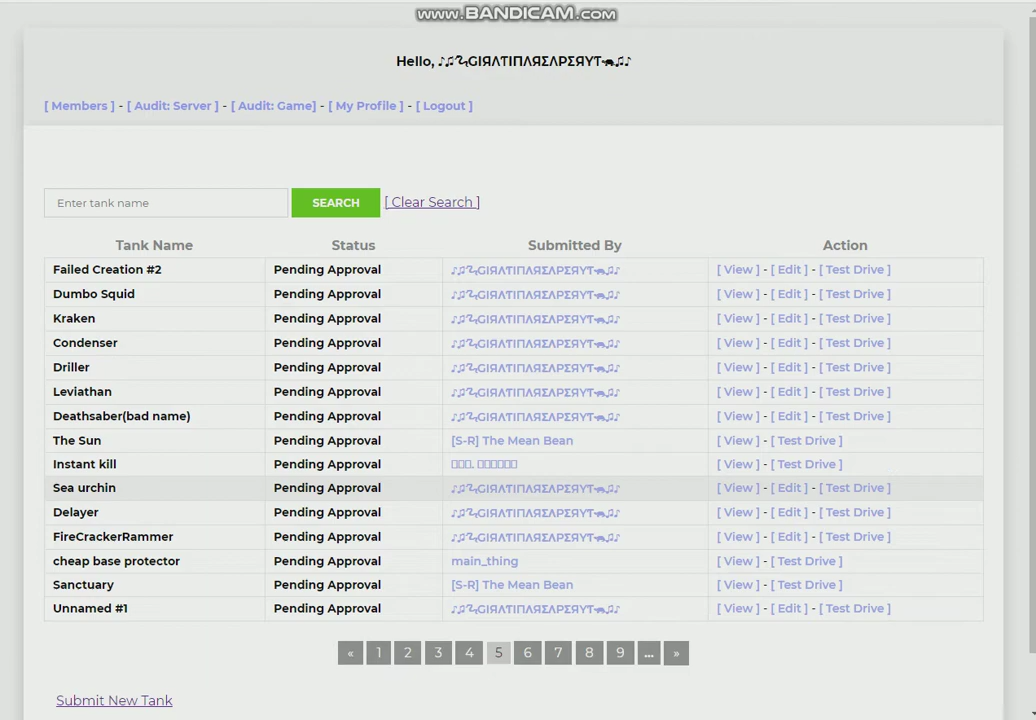 www.BANDICAM.com
Hello, ♪♫ԆGIЯΛTIПΛЯΣΛPΣЯYT🐢♫♪
[ Members ] - [ Audit: Server ] - [ Audit: Game] - [ My Profile ] - [ Logout ]
Enter tank name SEARCH [ Clear Search ]
Tank Name Status Submitted By Action
Failed Creation #2 Pending Approval [ View ] - [ Edit ] - [ Test Drive ]
Dumbo Squid Pending Approval [ View ] - [ Edit ] - [ Test Drive ]
Kraken Pending Approval [ View ] - [ Edit ] - [ Test Drive ]
Condenser Pending Approval [ View ] - [ Edit ] - [ Test Drive ]
Driller Pending Approval [ View ] - [ Edit ] - [ Test Drive ]
Leviathan Pending Approval [ View ] - [ Edit ] - [ Test Drive ]
Deathsaber(bad name) Pending Approval [ View ] - [ Edit ] - [ Test Drive ]
The Sun Pending Approval [S-R] The Mean Bean [ View ] - [ Test Drive ]
Instant kill Pending Approval [ View ] - [ Test Drive ]
Sea urchin Pending Approval [ View ] - [ Edit ] - [ Test Drive ]
Delayer Pending Approval [ View ] - [ Edit ] - [ Test Drive ]
FireCrackerRammer Pending Approval [ View ] - [ Edit ] - [ Test Drive ]
cheap base protector Pending Approval main_thing [ View ] - [ Test Drive ]
Sanctuary Pending Approval [S-R] The Mean Bean [ View ] - [ Test Drive ]
Unnamed #1 Pending Approval [ View ] - [ Edit ] - [ Test Drive ]
« 1 2 3 4 5 6 7 8 9 ... »
Submit New Tank